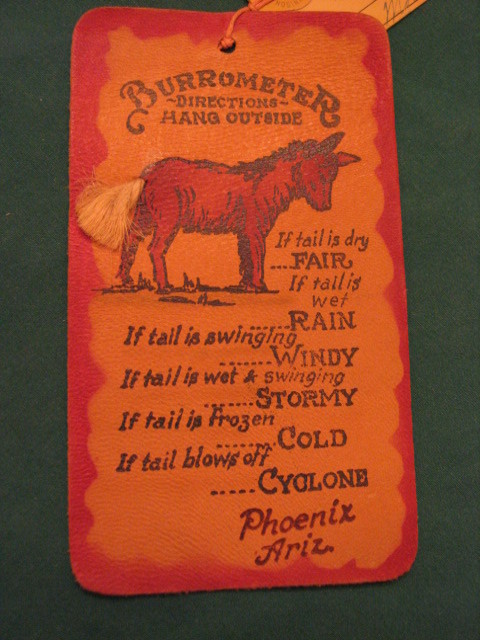 BURROMETER
~DIRECTIONS~
HANG OUTSIDE
If tail is dry
...FAIR
If tail is
wet
......RAIN
If tail is swinging
......WINDY
If tail is wet & swinging
......STORMY
If tail is frozen
......COLD
If tail blows off
.....CYCLONE
Phoenix
Ariz.